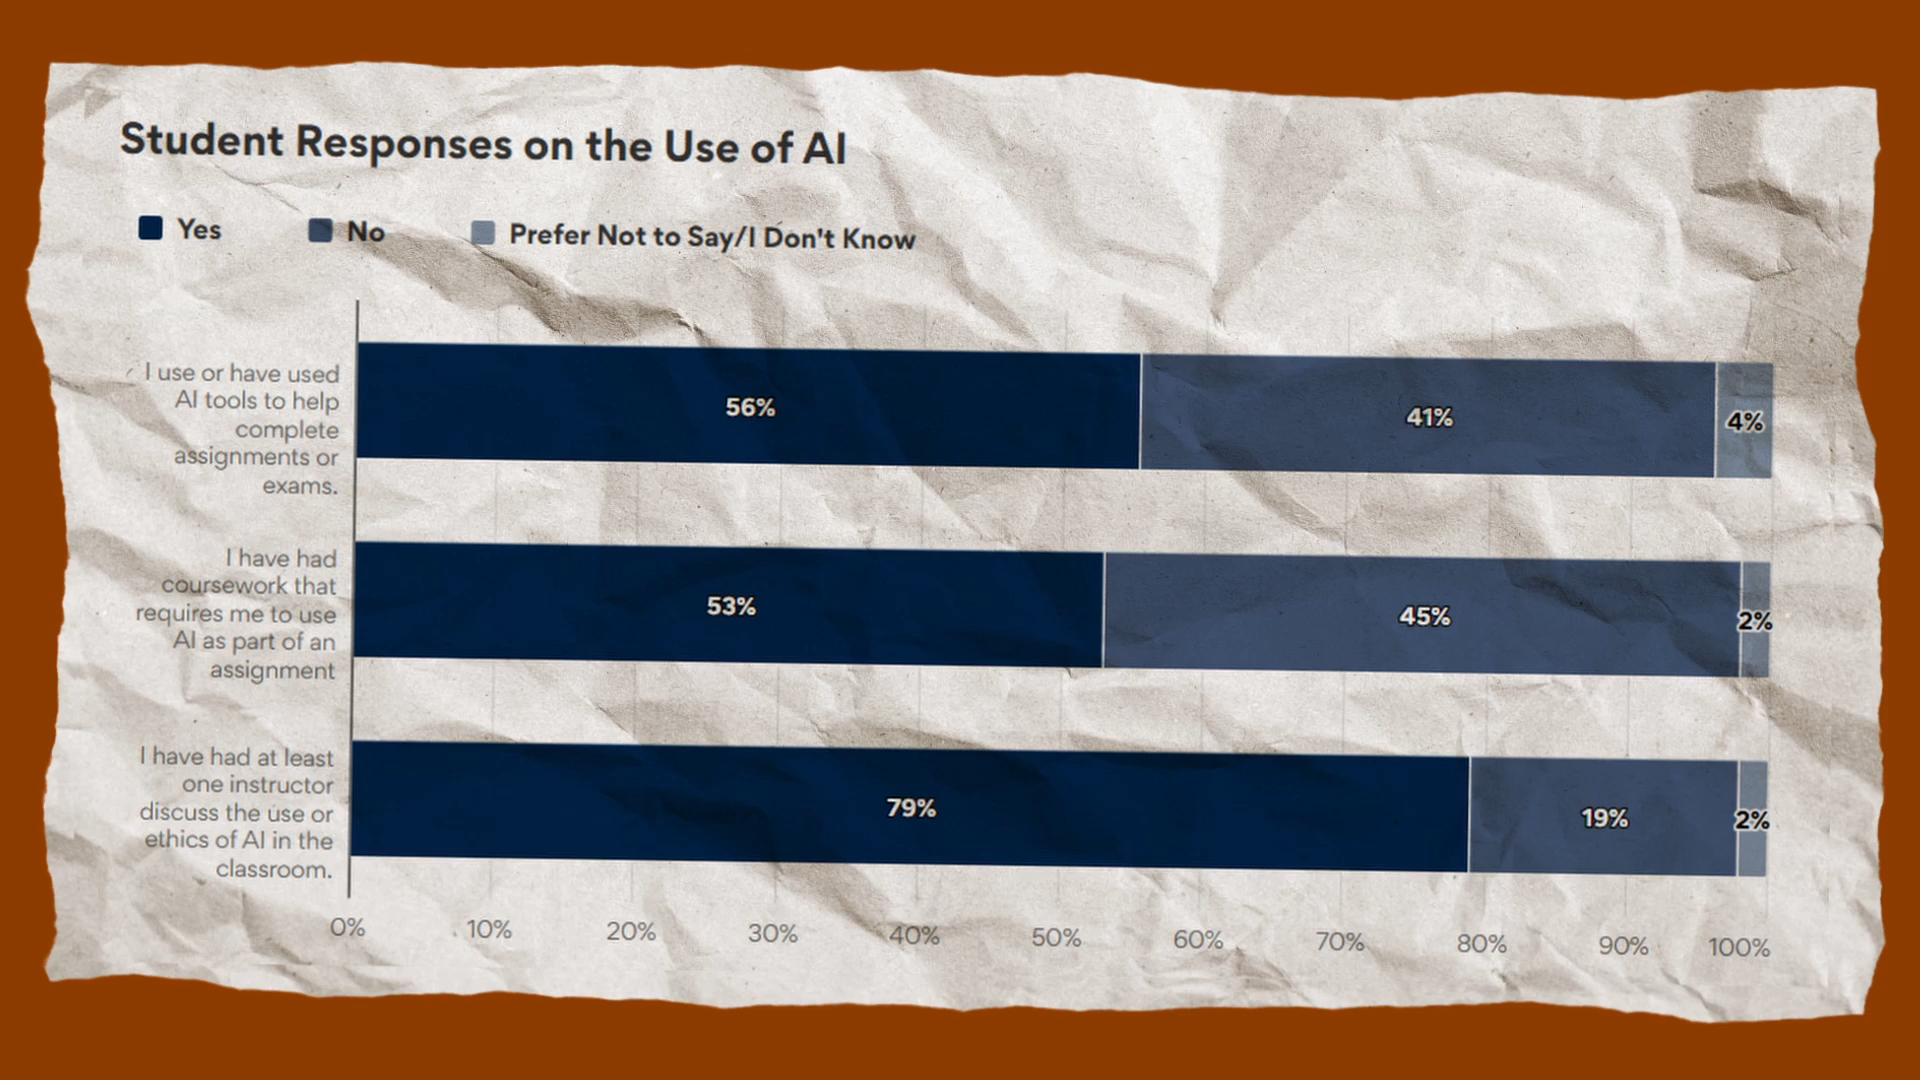 Student Responses on the Use of AI
Yes
No
Prefer Not to Say/I Don't Know
I use or have used
AI tools to help
complete
assignments or
exams.
56%
41%
4%
I have had
coursework that
requires me to use
AI as part of an
assignment
53%
45%
2%
I have had at least
one instructor
discuss the use or
ethics of AI in the
classroom.
79%
19%
2%
0%
10%
20%
30%
40%
50%
60%
70%
80%
90%
100%